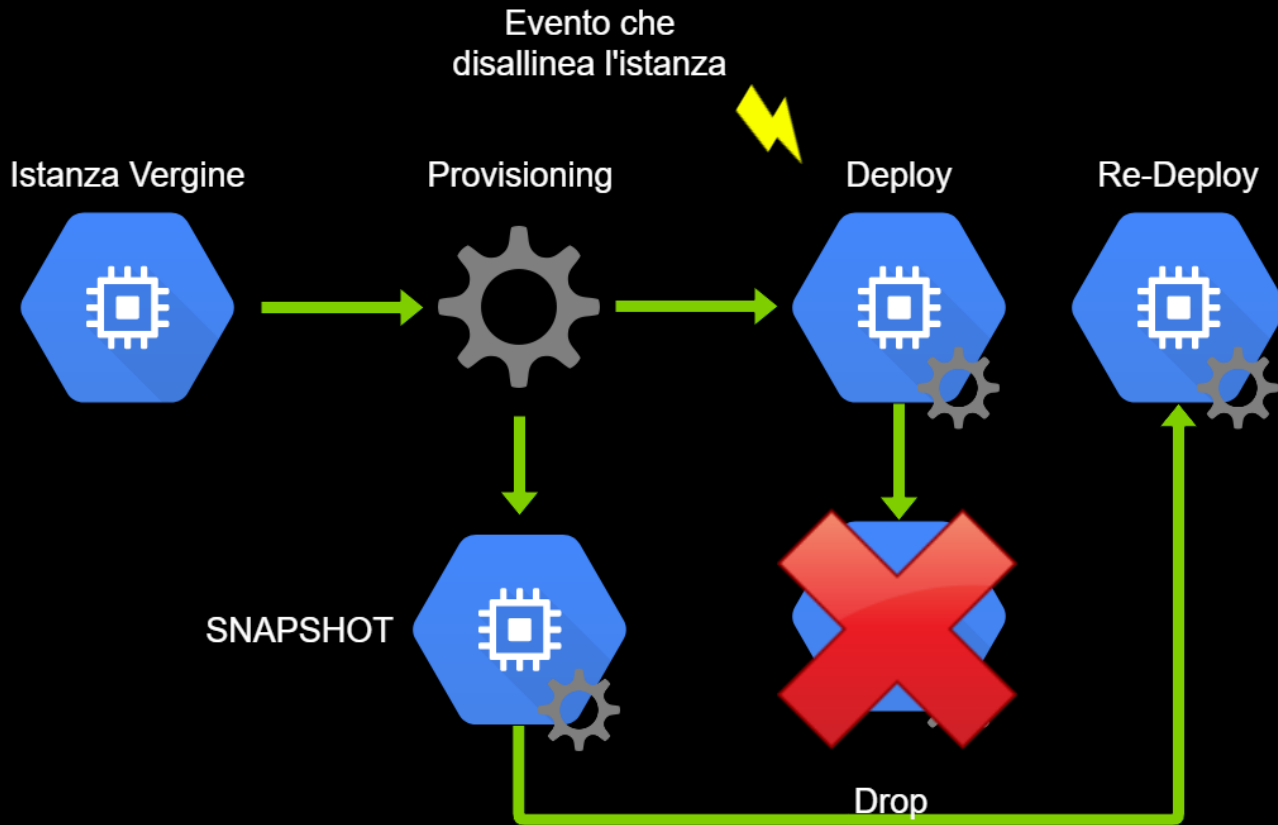 Evento che
disallinea l'istanza
Istanza Vergine
Provisioning
Deploy
Re-Deploy
SNAPSHOT
Drop